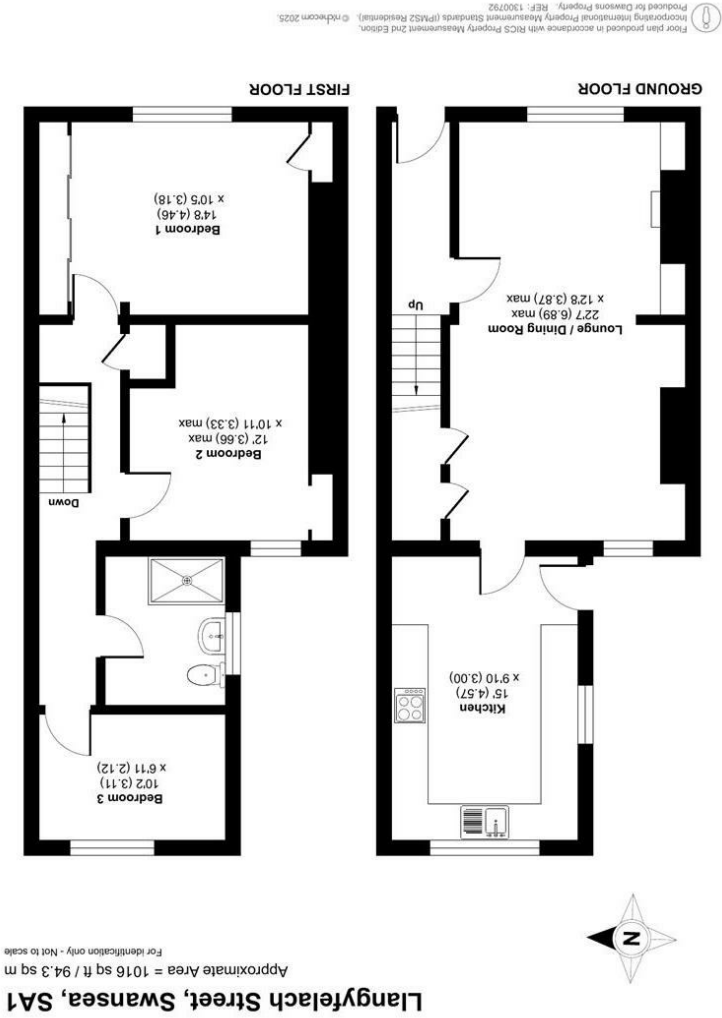 Llangyfelach Street, Swansea, SA1
Approximate Area = 1016 sq ft / 94.3 sq m
For identification only - Not to scale
N
Kitchen
15' (4.57)
x 9'10 (3.00)
Lounge / Dining Room
22'7 (6.89) max
x 12'8 (3.87) max
Up
GROUND FLOOR
Bedroom 3
10'2 (3.11)
x 6'11 (2.12)
Down
Bedroom 2
12' (3.66) max
x 10'11 (3.33) max
Bedroom 1
14'8 (4.46)
x 10'5 (3.18)
FIRST FLOOR
Floor plan produced in accordance with RICS Property Measurement 2nd Edition,
Incorporating International Property Measurement Standards (IPMS2 Residential). © nichecom 2025.
Produced for Dawsons Property. REF: 1300792